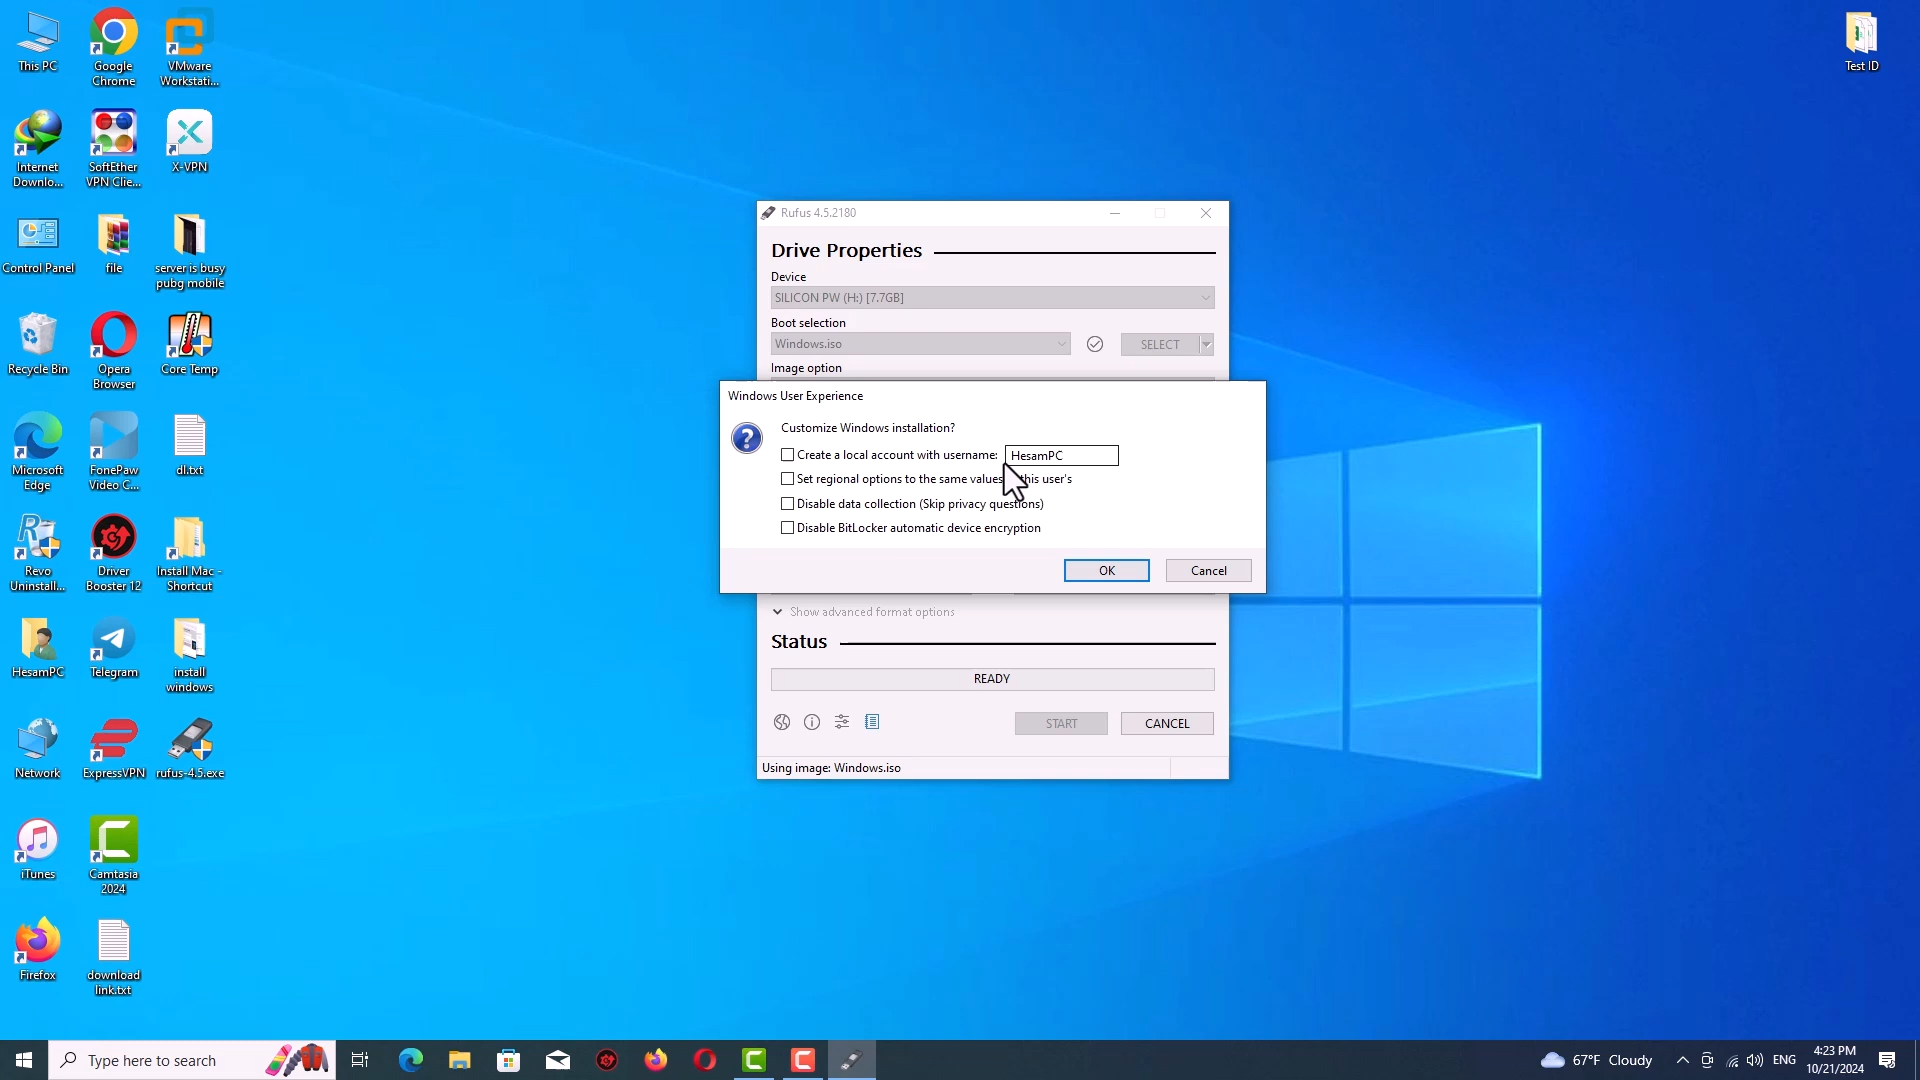 This PC
Google
Chrome
VMware
Workstati...
Test ID
Internet
Downlo...
SoftEther
VPN Clie...
X-VPN
Control Panel
file
server is busy
pubg mobile
Recycle Bin
Opera
Browser
Core Temp
Microsoft
Edge
FonePaw
Video C...
dl.txt
Revo
Uninstall...
Driver
Booster 12
Install Mac -
Shortcut
HesamPC
Telegram
install
windows
Network
ExpressVPN
rufus-4.5.exe
iTunes
Camtasia
2024
Firefox
download
link.txt
Rufus 4.5.2180
Drive Properties
Device
SILICON PW (H:) [7.7GB]
Boot selection
Windows.iso
SELECT
Image option
Windows User Experience
Customize Windows installation?
Create a local account with username:
HesamPC
Set regional options to the same values this user's
Disable data collection (Skip privacy questions)
Disable BitLocker automatic device encryption
OK
Cancel
Show advanced format options
Status
READY
START
CANCEL
Using image: Windows.iso
Type here to search
67°F Cloudy
ENG
4:23 PM
10/21/2024